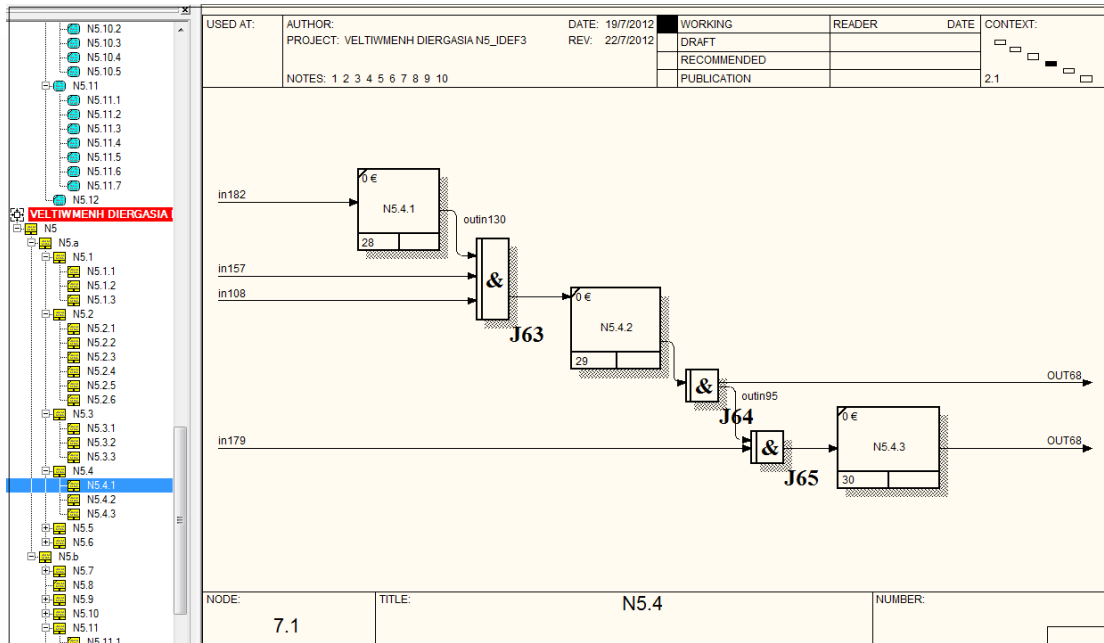 N5.10.2
N5.10.3
N5.10.4
N5.10.5
N5.11
N5.11.1
N5.11.2
N5.11.3
N5.11.4
N5.11.5
N5.11.6
N5.11.7
N5.12
VELTIWMENH DIERGASIA
N5
N5.a
N5.1
N5.1.1
N5.1.2
N5.1.3
N5.2
N5.2.1
N5.2.2
N5.2.3
N5.2.4
N5.2.5
N5.2.6
N5.3
N5.3.1
N5.3.2
N5.3.3
N5.4
N5.4.1
N5.4.2
N5.4.3
N5.5
N5.6
N5.b
N5.7
N5.8
N5.9
N5.10
N5.11
N5.11.1
USED AT:
AUTHOR:
DATE: 19/7/2012
PROJECT: VELTIWMENH DIERGASIA N5_IDEF3
REV: 22/7/2012
NOTES: 1 2 3 4 5 6 7 8 9 10
WORKING
DRAFT
RECOMMENDED
PUBLICATION
READER DATE
CONTEXT:
2.1
in182
0 €
N5.4.1
28
outin130
in157
in108
&
J63
0 €
N5.4.2
29
&
J64
OUT68
outin95
in179
&
J65
0 €
N5.4.3
30
OUT68
NODE:
7.1
TITLE:
N5.4
NUMBER: